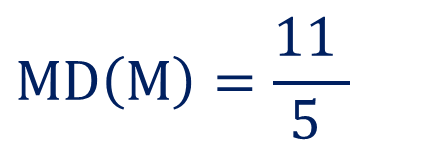 MD(M) = 11/5